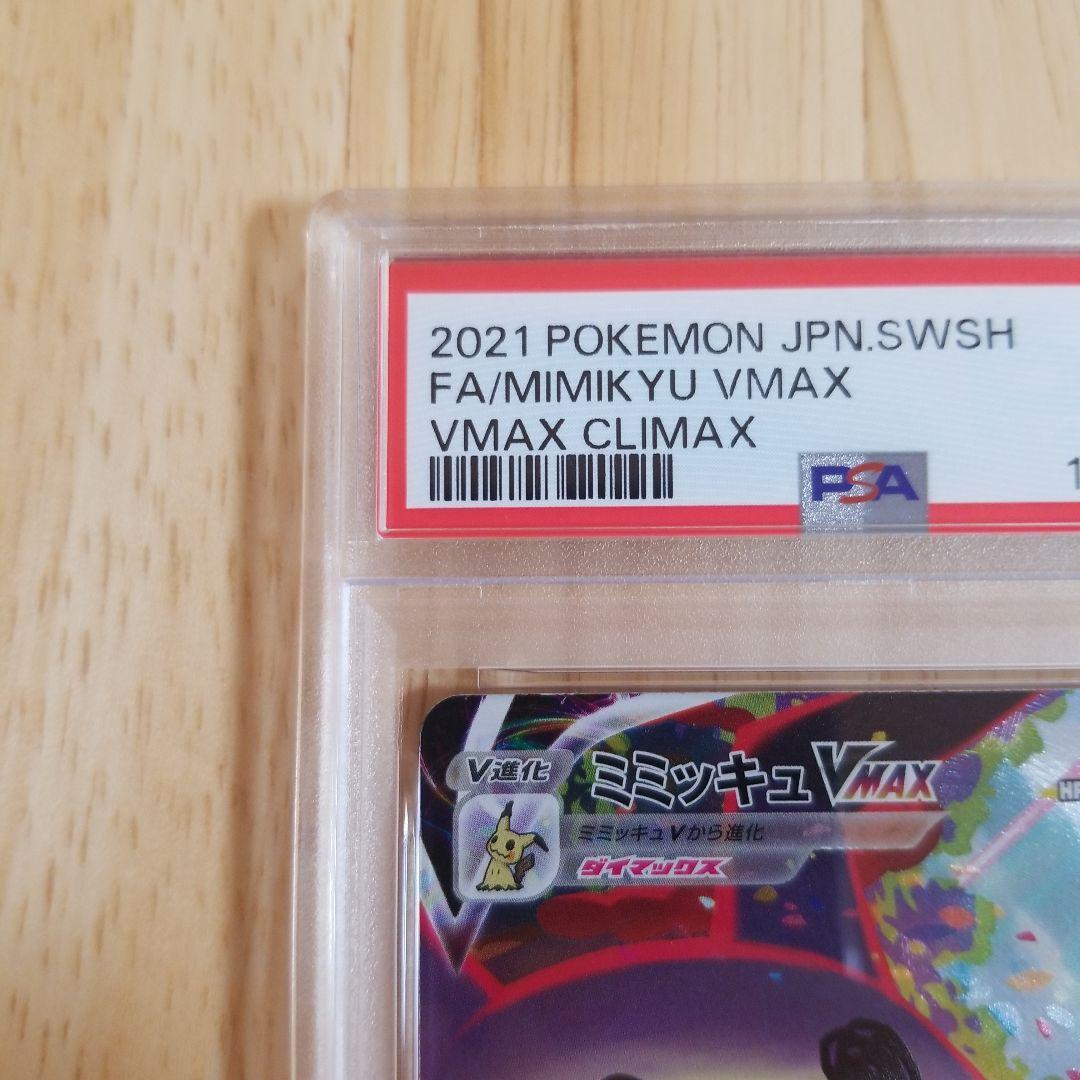 2021 POKEMON JPN.SWSH
FA/MIMIKYU VMAX
VMAX CLIMAX
PSA
V進化
ミミッキュVMAX
ミミッキュVから進化
ダイマックス